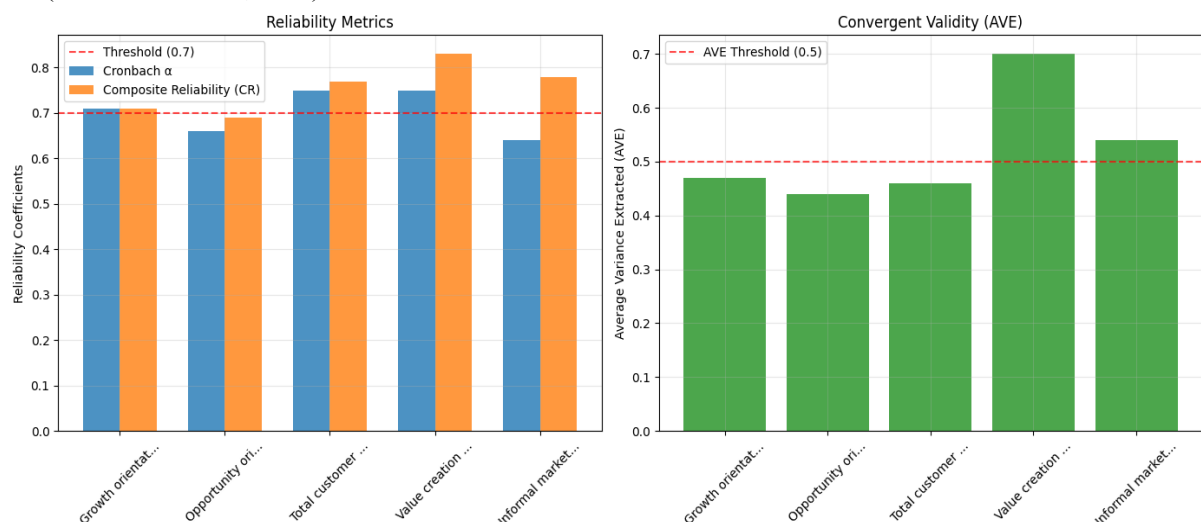 Reliability Metrics
Threshold (0.7)
Cronbach α
Composite Reliability (CR)
Reliability Coefficients
0.8
0.7
0.6
0.5
0.4
0.3
0.2
0.1
0.0
Growth orientat...
Opportunity ori...
Total customer ...
Value creation ...
Informal market...
Convergent Validity (AVE)
AVE Threshold (0.5)
Average Variance Extracted (AVE)
0.7
0.6
0.5
0.4
0.3
0.2
0.1
0.0
Growth orientat...
Opportunity ori...
Total customer ...
Value creation ...
Informal market...